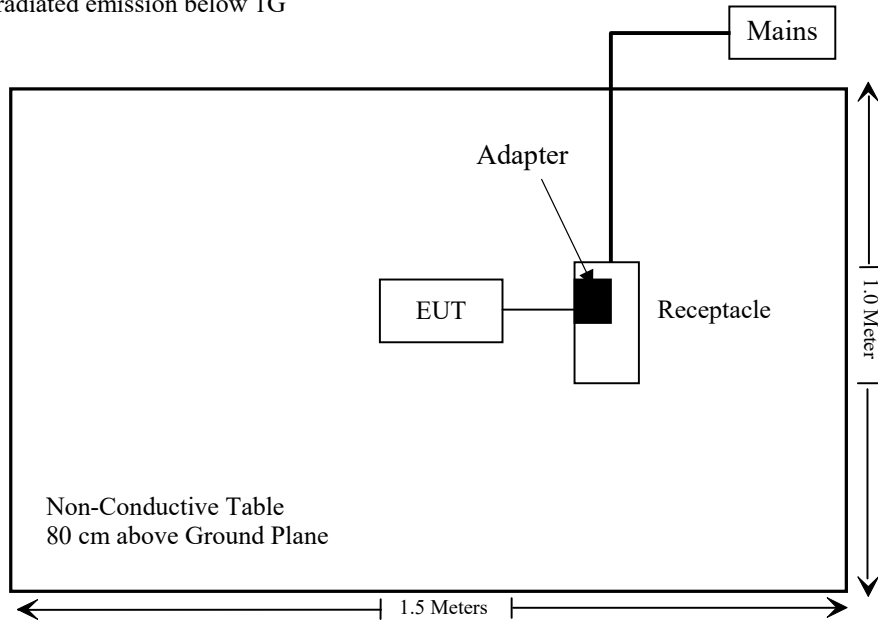 radiated emission below 1G
Mains
Adapter
EUT
Receptacle
1.0 Meter
Non-Conductive Table
80 cm above Ground Plane
1.5 Meters